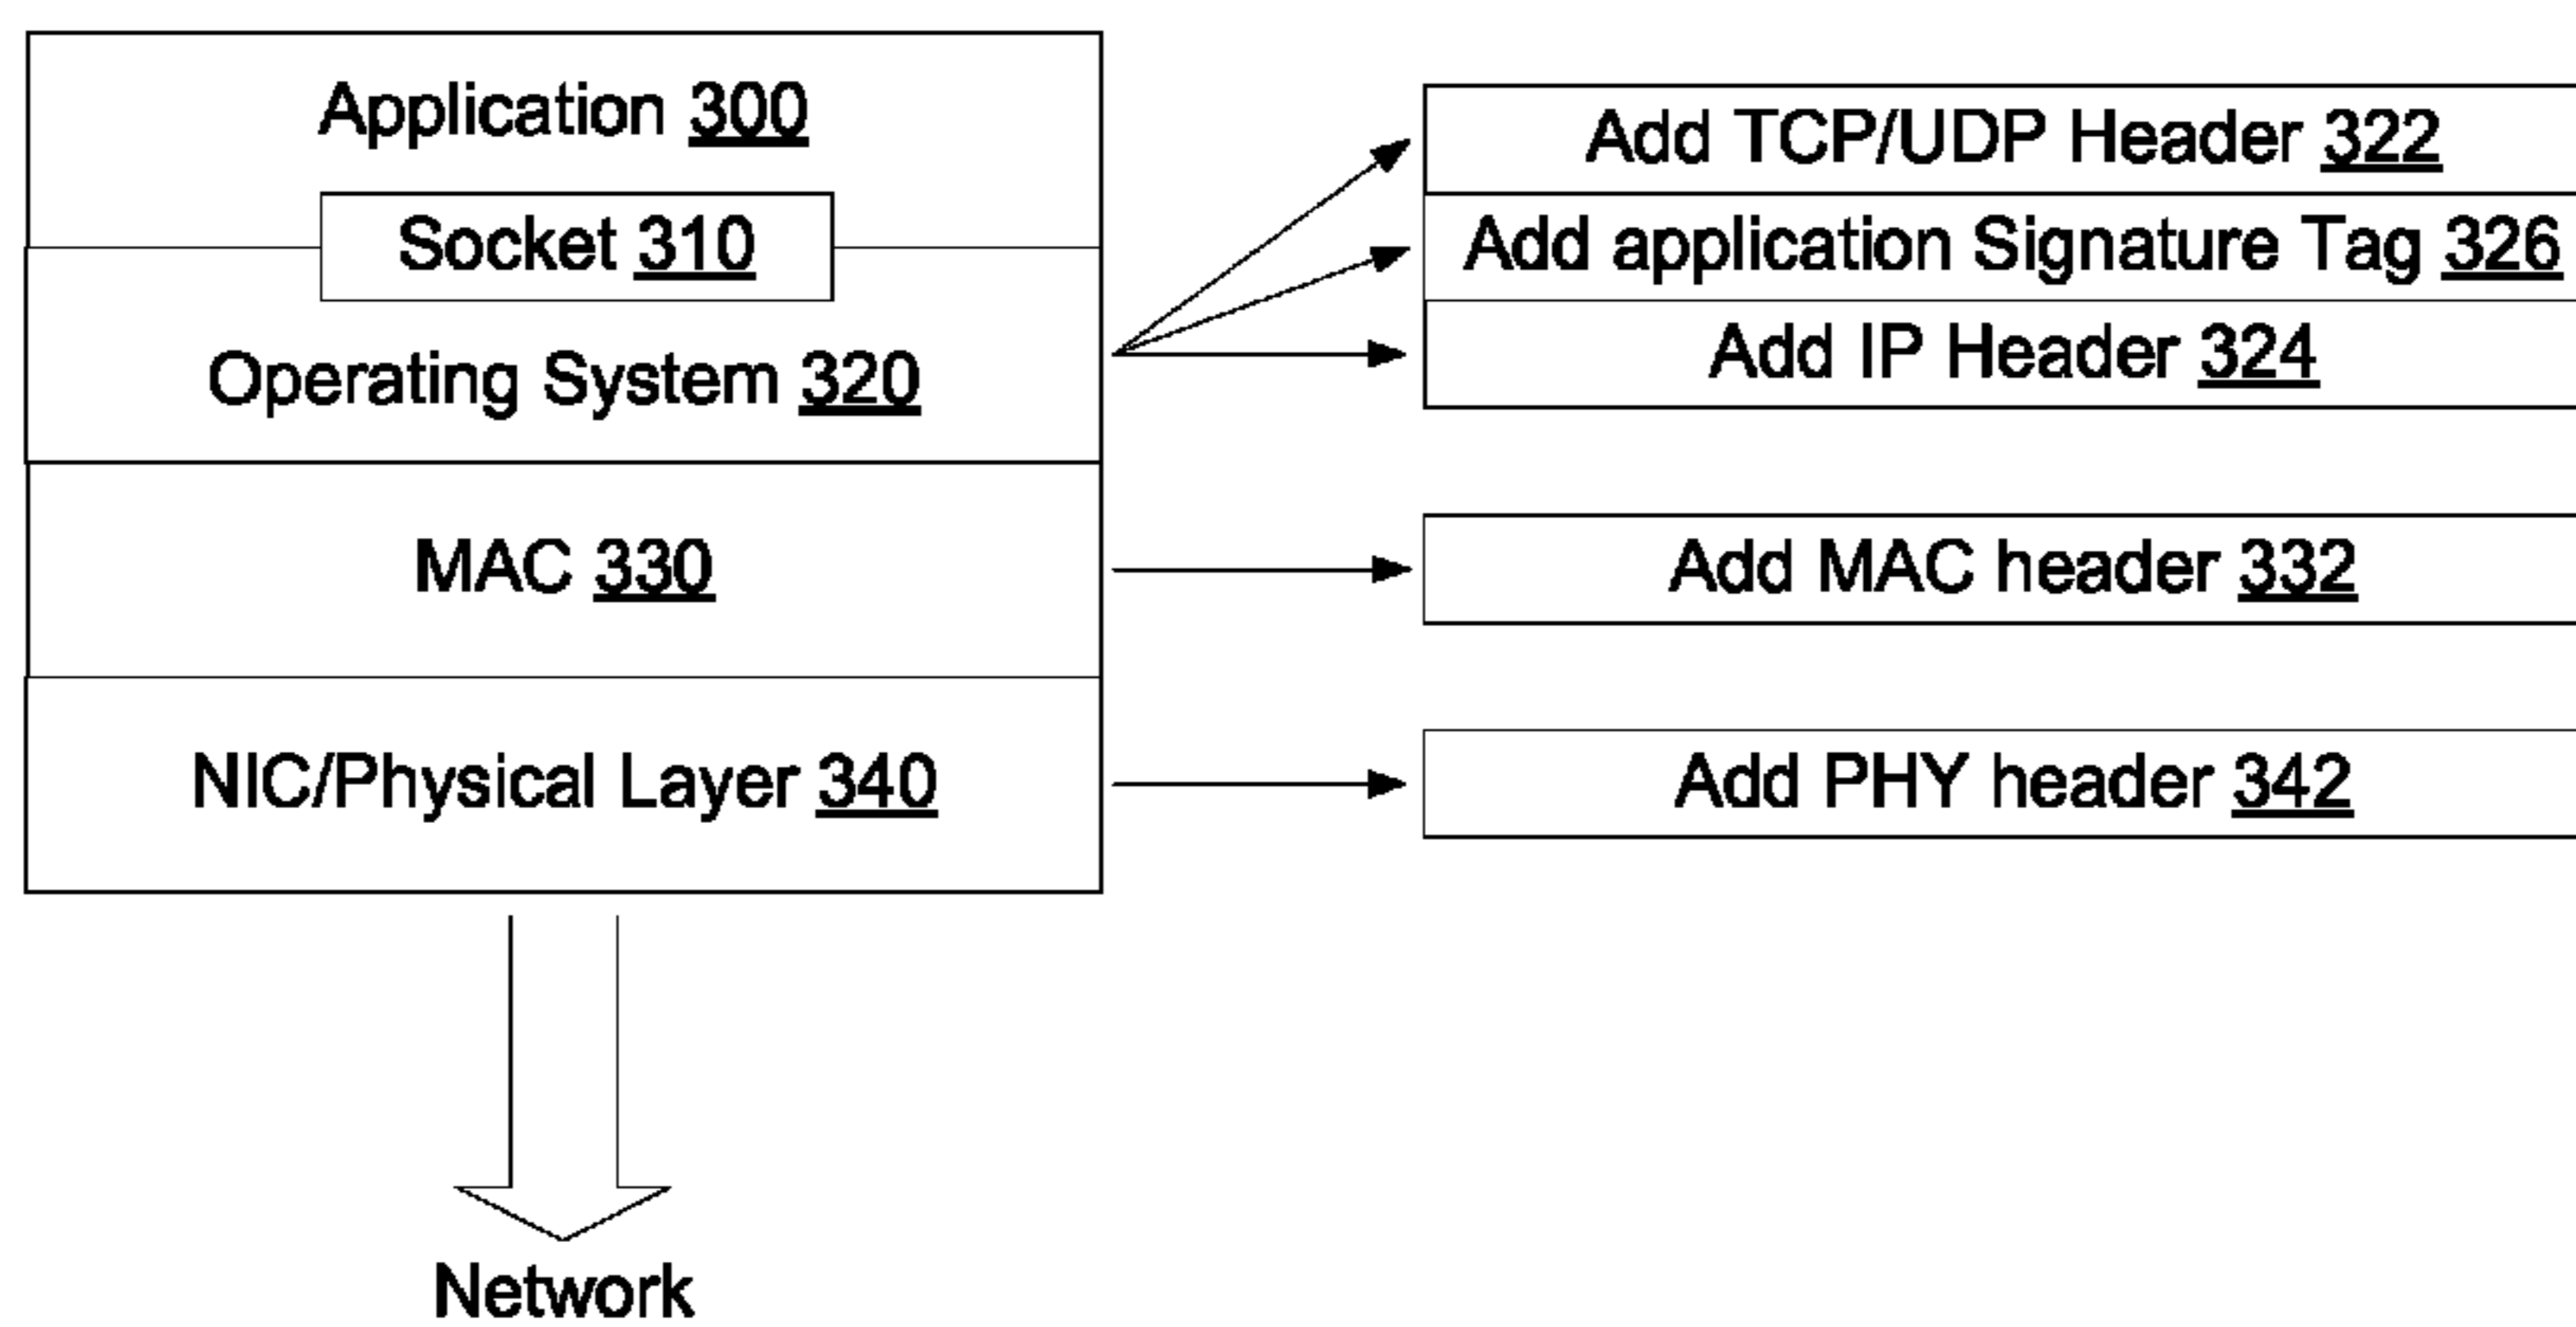 Application 300
Socket 310
Operating System 320
MAC 330
NIC/Physical Layer 340
Network
Add TCP/UDP Header 322
Add application Signature Tag 326
Add IP Header 324
Add MAC header 332
Add PHY header 342